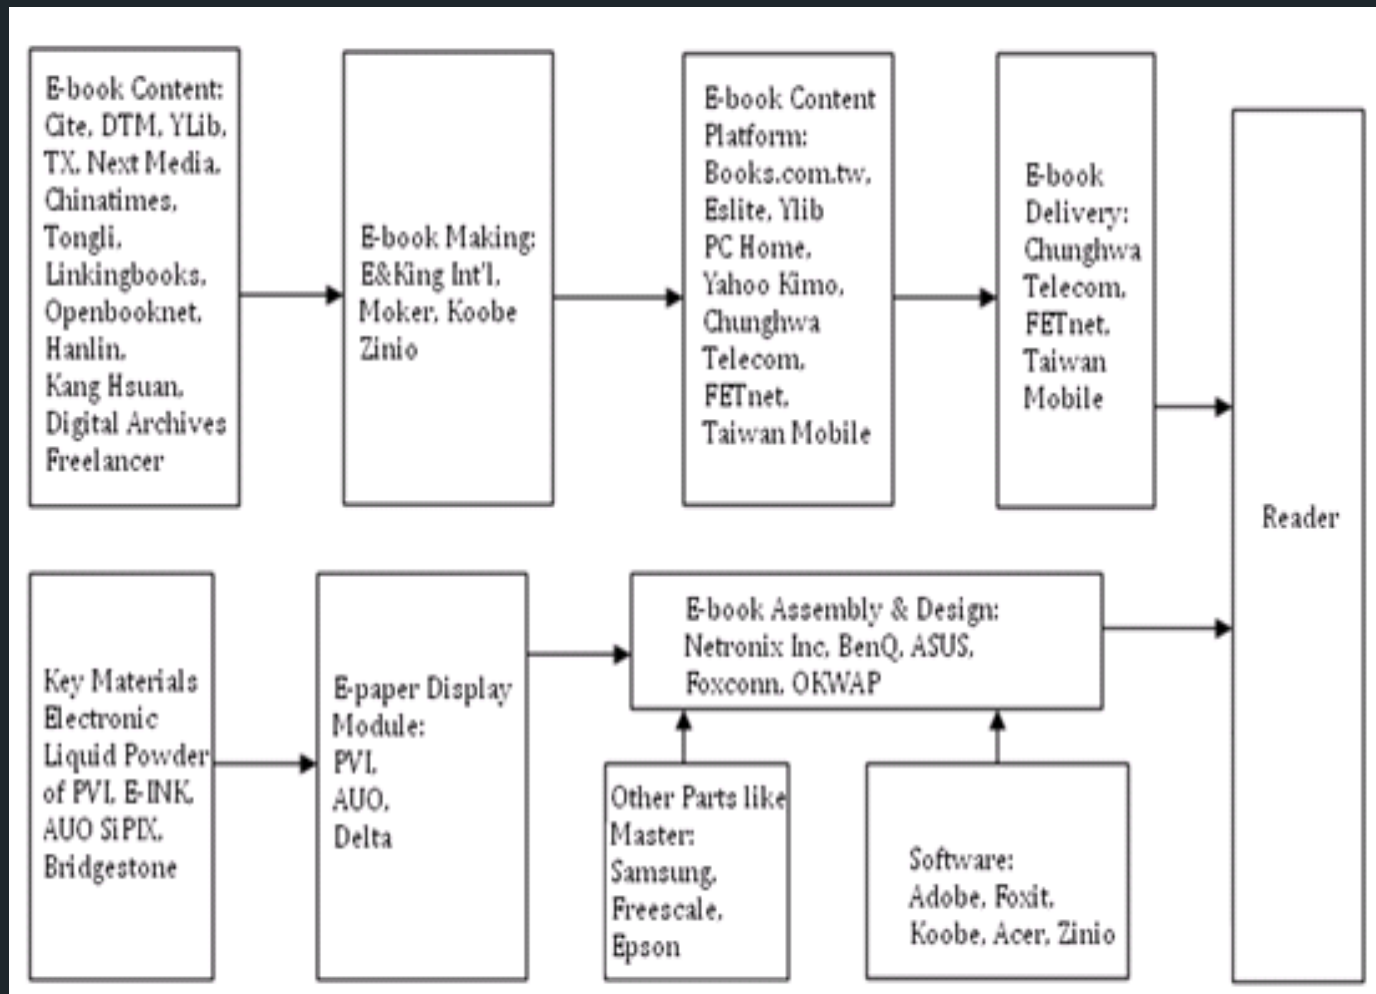 E-book Content:
Cite, DTM, YLib,
TX, Next Media,
Chinatimes,
Tongli,
Linkingbooks,
Openbooknet,
Hanlin,
Kang Hsuan,
Digital Archives
Freelancer
E-book Making:
E&King Int'l,
Moker, Koobe
Zinio
E-book Content
Platform:
Books.com.tw,
Eslite, Ylib
PC Home,
Yahoo Kimo,
Chunghwa
Telecom,
FETnet,
Taiwan Mobile
E-book
Delivery:
Chunghwa
Telecom,
FETnet,
Taiwan
Mobile
Reader
Key Materials
Electronic
Liquid Powder
of PVI, E-INK,
AUO SiPIX,
Bridgestone
E-paper Display
Module:
PVI,
AUO,
Delta
E-book Assembly & Design:
Netronix Inc, BenQ, ASUS,
Foxconn, OKWAP
Other Parts like
Master:
Samsung,
Freescale,
Epson
Software:
Adobe, Foxit,
Koobe, Acer, Zinio